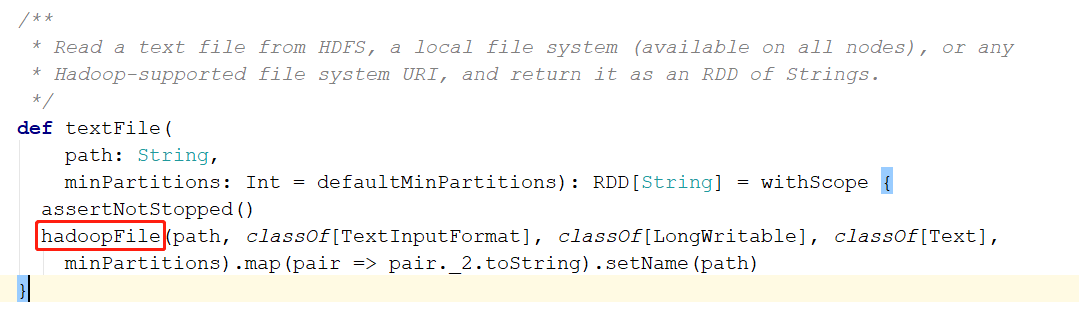 /**
* Read a text file from HDFS, a local file system (available on all nodes), or any
* Hadoop-supported file system URI, and return it as an RDD of Strings.
*/
def textFile(
path: String,
minPartitions: Int = defaultMinPartitions): RDD[String] = withScope {
assertNotStopped()
hadoopFile(path, classOf[TextInputFormat], classOf[LongWritable], classOf[Text],
minPartitions).map(pair => pair._2.toString).setName(path)
}